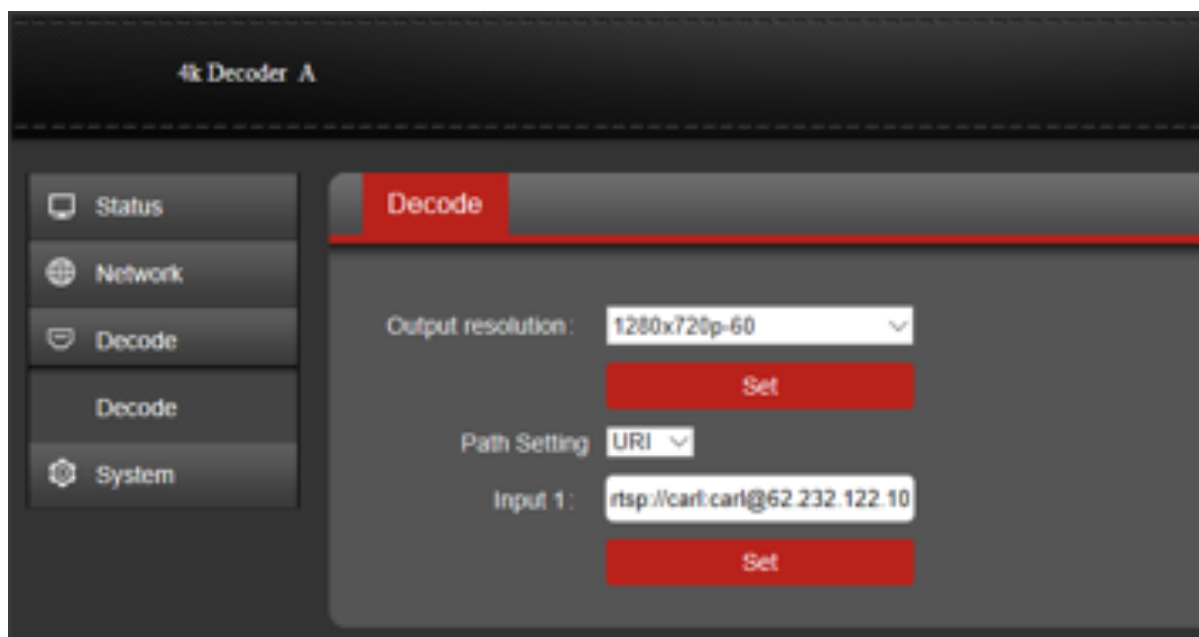 4k Decoder A
Status
Network
Decode
Decode
System
Decode
Output resolution:
1280x720p-60
Set
Path Setting
URI
Input 1:
rtsp://carl:carl@62.232.122.10
Set